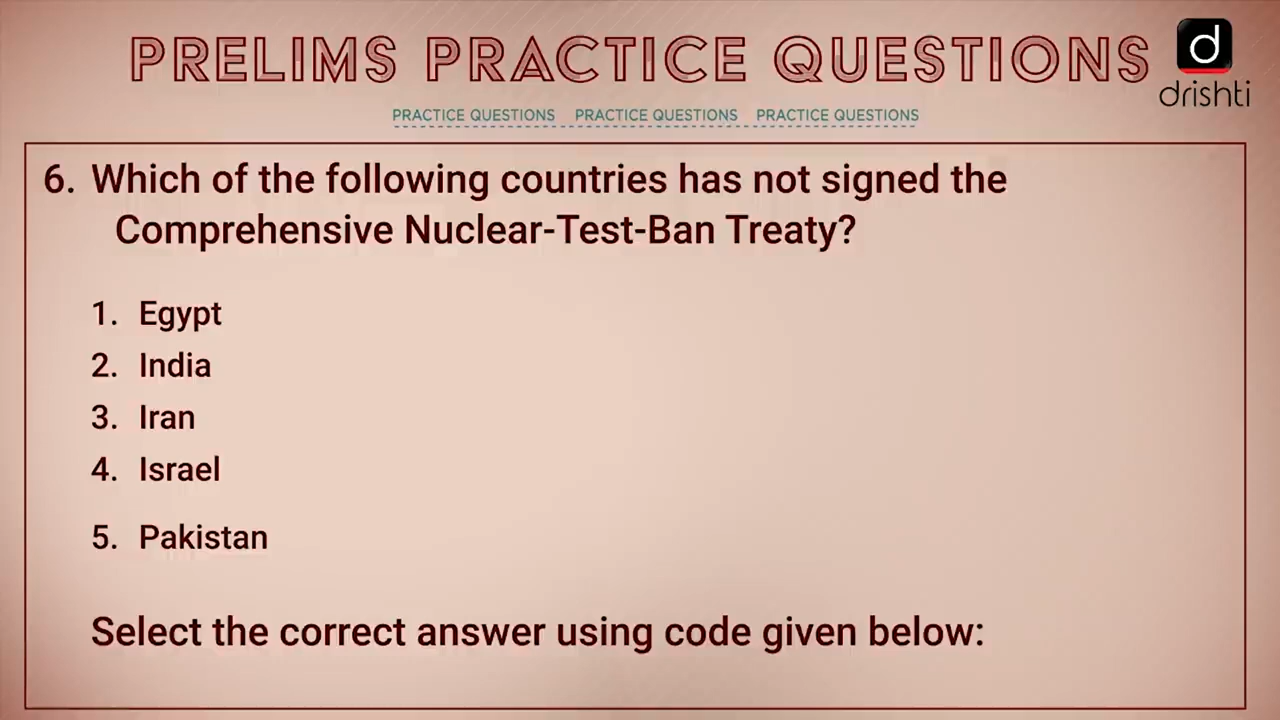 PRELIMS PRACTICE QUESTIONS
d
drishti
PRACTICE QUESTIONS PRACTICE QUESTIONS PRACTICE QUESTIONS
6. Which of the following countries has not signed the
Comprehensive Nuclear-Test-Ban Treaty?
1. Egypt
2. India
3. Iran
4. Israel
5. Pakistan
Select the correct answer using code given below: